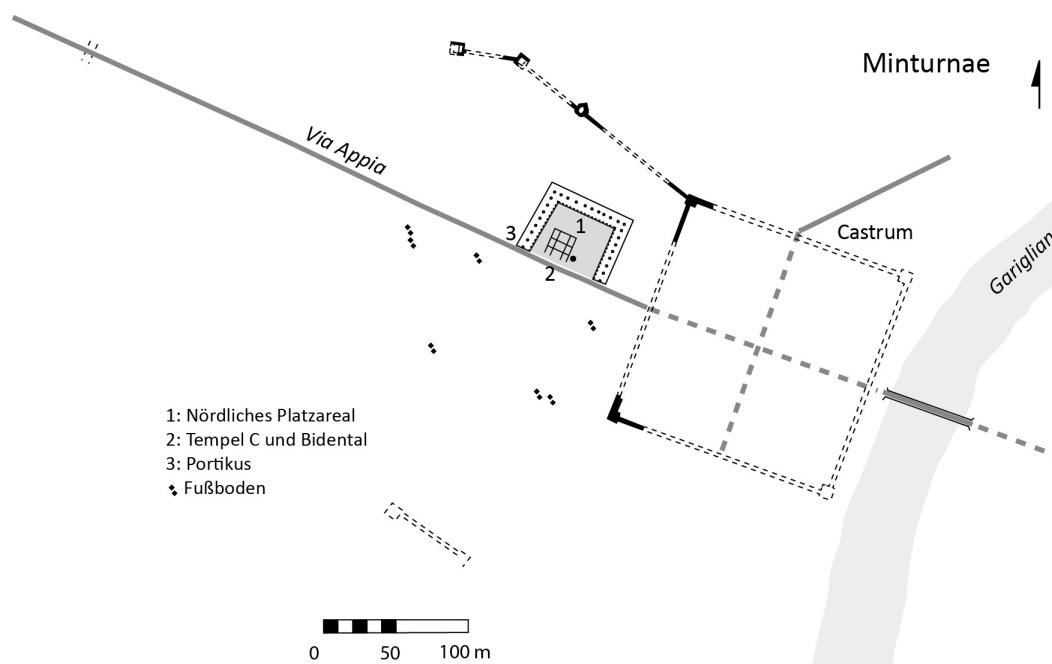 Minturnae
Via Appia
1
3
2
Castrum
Gariglian
1: Nördliches Platzareal
2: Tempel C und Bidental
3: Portikus
Fußboden
0 50 100 m